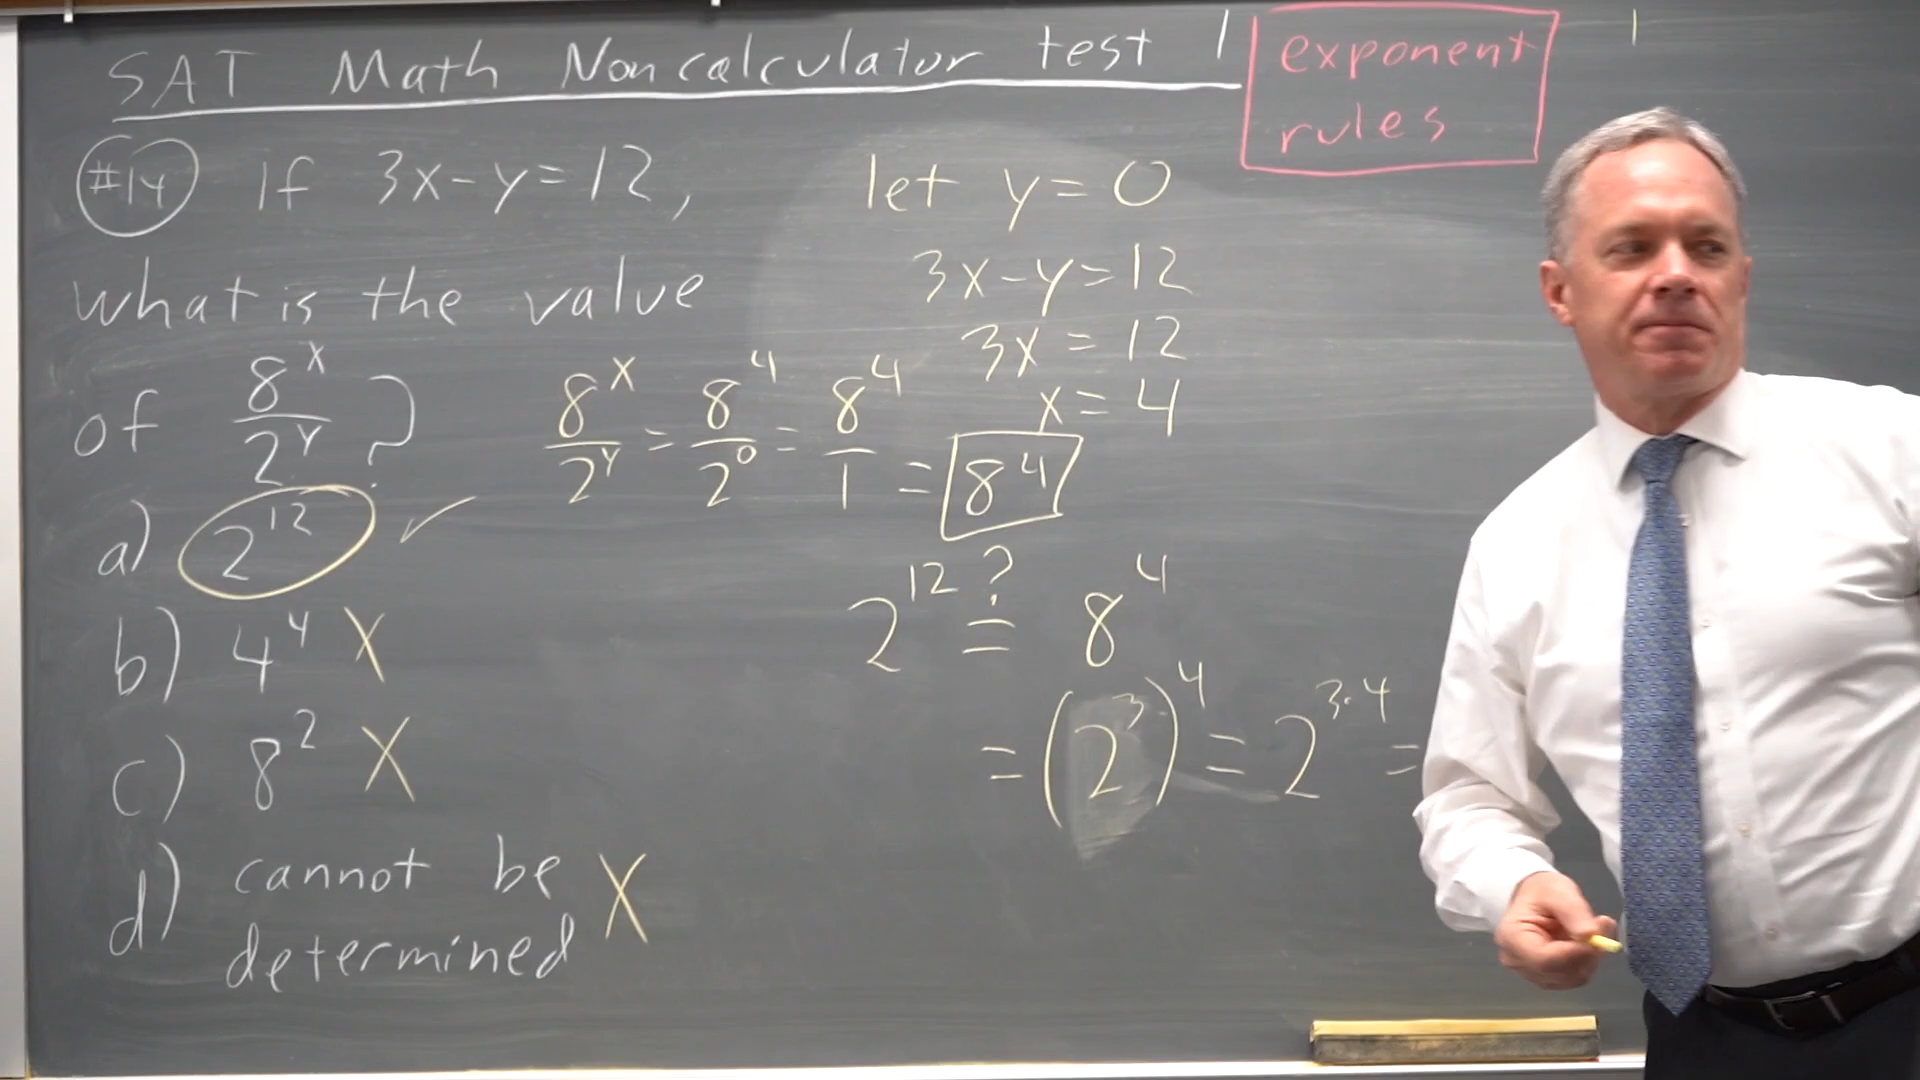 SAT Math Noncalculator test 1
exponent
rules
#14 If 3x-y=12,
what is the value
of 8^x/2^y ?
a) 2^12 ✓
b) 4^4 X
c) 8^2 X
d) cannot be
determined X
let y=0
3x-y=12
3x=12
x=4
8^x/2^y = 8^4/2^0 = 8^4/1 = 8^4
2^12 ?= 8^4
=(2^3)^4 = 2^3·4 =